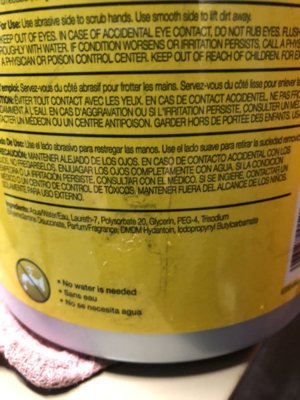 For Use: Use abrasive side to scrub hands. Use smooth side to lift dirt away.
KEEP OUT OF EYES. IN CASE OF ACCIDENTAL EYE CONTACT, DO NOT RUB EYES. FLUSH
WITH WATER. IF CONDITION WORSENS OR IRRITATION PERSISTS, CALL A
A PHYSICIAN OR POISON CONTROL CENTER. KEEP OUT OF REACH OF CHILDREN. FOR
Servez-vous du côté abrasif pour frotter les mains. Servez-vous du côté lisse pour enlever
ÉVITER TOUT CONTACT AVEC LES YEUX. EN CAS DE CONTACT ACCIDENTEL, NE PAS
À L'EAU. EN CAS D'AGGRAVATION OU SI L'IRRITATION PERSISTE, CONSULTER UN
UN MÉDECIN OU UN CENTRE ANTIPOISON. GARDER HORS DE PORTÉE DES ENFANTS.
De Uso: Use el lado abrasivo para restregar las manos. Use el lado suave para retirar la suciedad
MANTENER ALEJADO DE LOS OJOS. EN CASO DE CONTACTO ACCIDENTAL CON LOS
ENJUAGAR LOS OJOS COMPLETAMENTE CON AGUA. SI LA CONDICIÓN
O LA IRRITACIÓN PERSISTE, CONSULTAR CON EL MÉDICO. SI SE INGIERE, CONTACTAR UN
CENTRO DE CONTROL DE TÓXICOS. MANTENER FUERA DEL ALCANCE DE LOS NIÑOS.
PARA USO EXTERNO.
Ingredients: Aqua/Water/Eau, Laureth-7, Polysorbate 20, Glycerin, PEG-4, Trisodium
Disuccinate, Parfum/Fragrance, DMDM Hydantoin, Iodopropynyl Butylcarbamate
• No water is needed
• Sans eau
• No se necesita agua